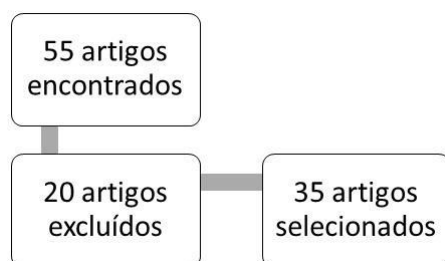 55 artigos
encontrados
20 artigos
excluídos
35 artigos
selecionados